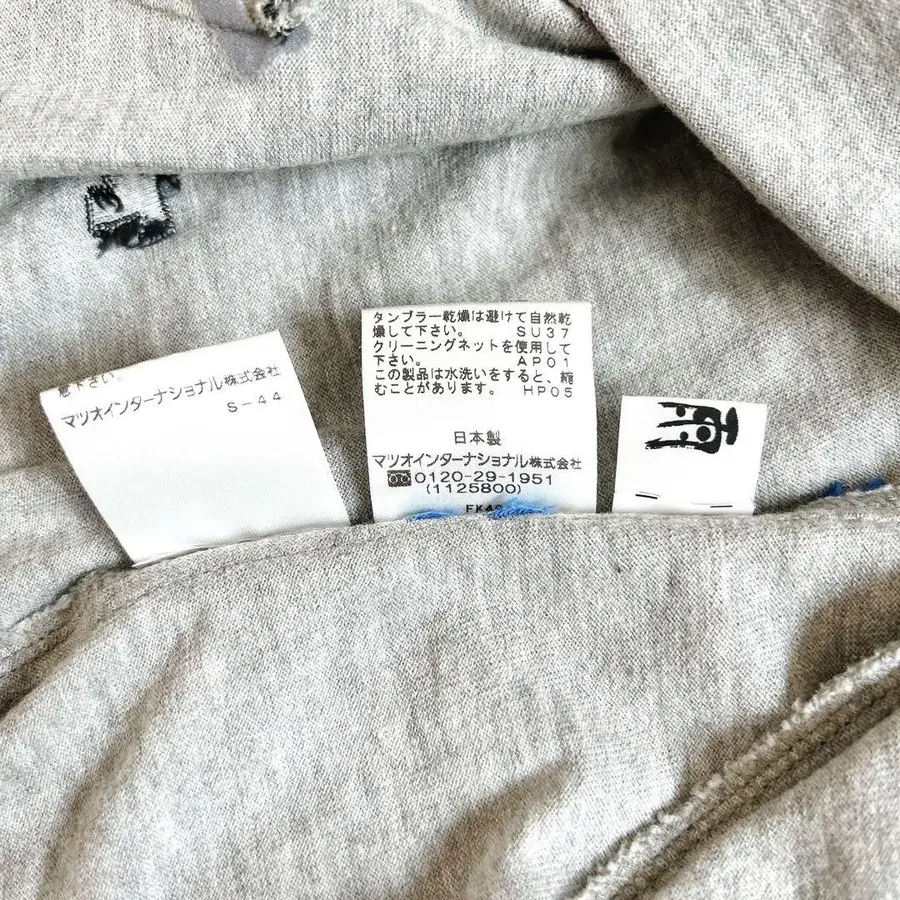 意下さい。
マツオインターナショナル株式会社
S-44
タンブラー乾燥は避けて自然乾
燥して下さい。 SU37
クリーニングネットを使用して
下さい。 AP01
この製品は水洗いをすると、縮
むことがあります。 HP05
日本製
マツオインターナショナル株式会社
0120-29-1951
(1125800)